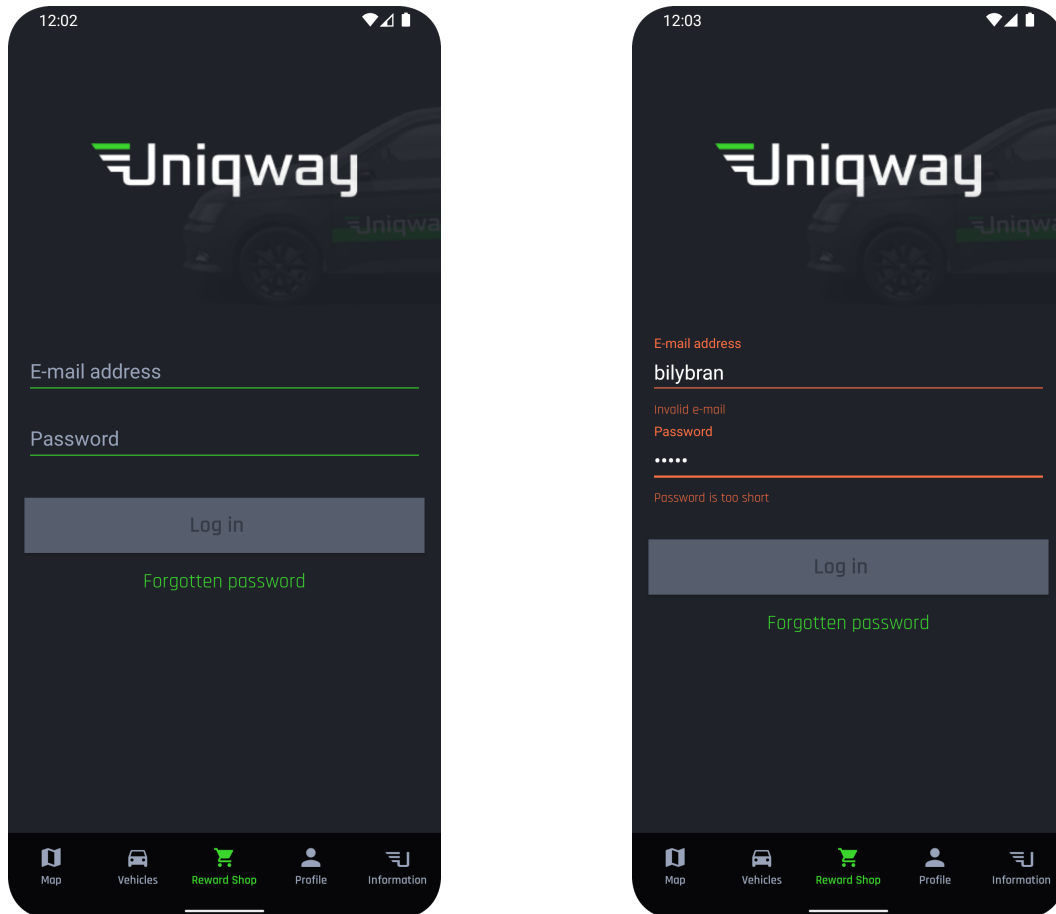 12:02
Uniqway
Uniqwa
E-mail address
Password
Log in
Forgotten password
Map Vehicles Reward Shop Profile Information
12:03
Uniqway
Uniqw
E-mail address
bilybran
Invalid e-mail
Password
•••••
Password is too short
Log in
Forgotten password
Map Vehicles Reward Shop Profile Information